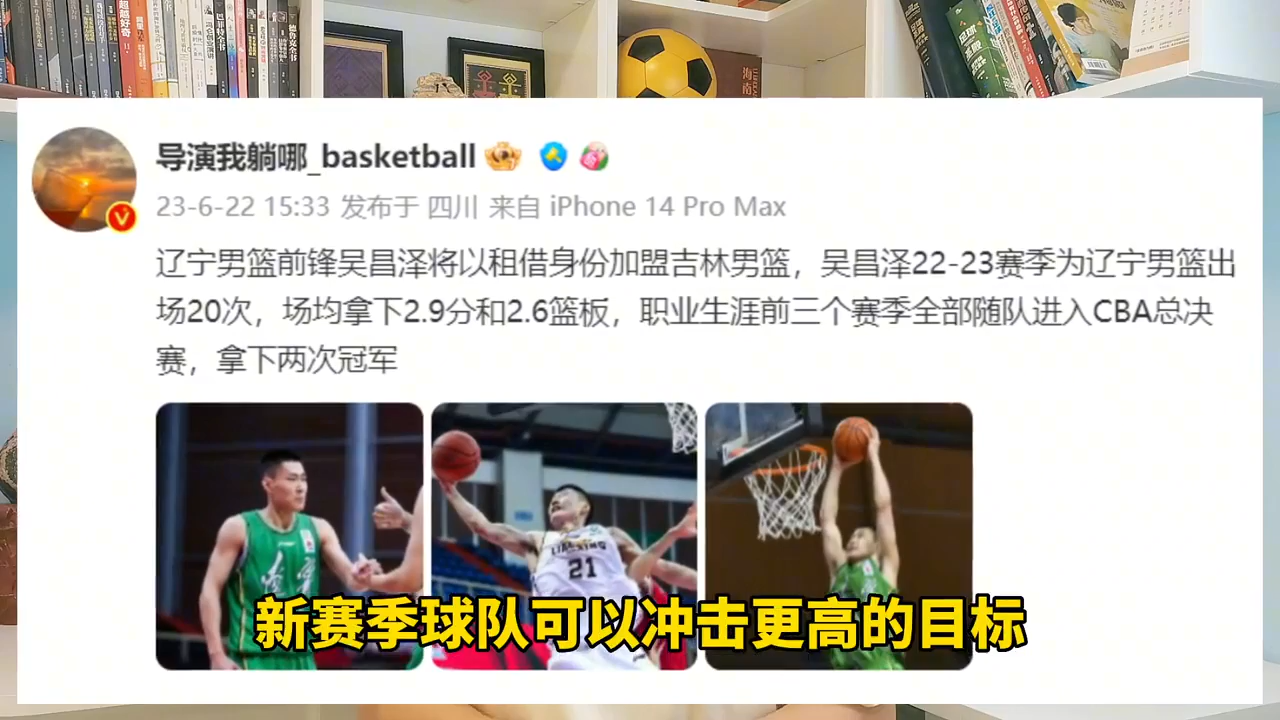 导演我躺哪_basketball
23-6-22 15:33 发布于 四川 来自 iPhone 14 Pro Max
辽宁男篮前锋吴昌泽将以租借身份加盟吉林男篮，吴昌泽22-23赛季为辽宁男篮出
场20次，场均拿下2.9分和2.6篮板，职业生涯前三个赛季全部随队进入CBA总决
赛，拿下两次冠军
21
新赛季球队可以冲击更高的目标